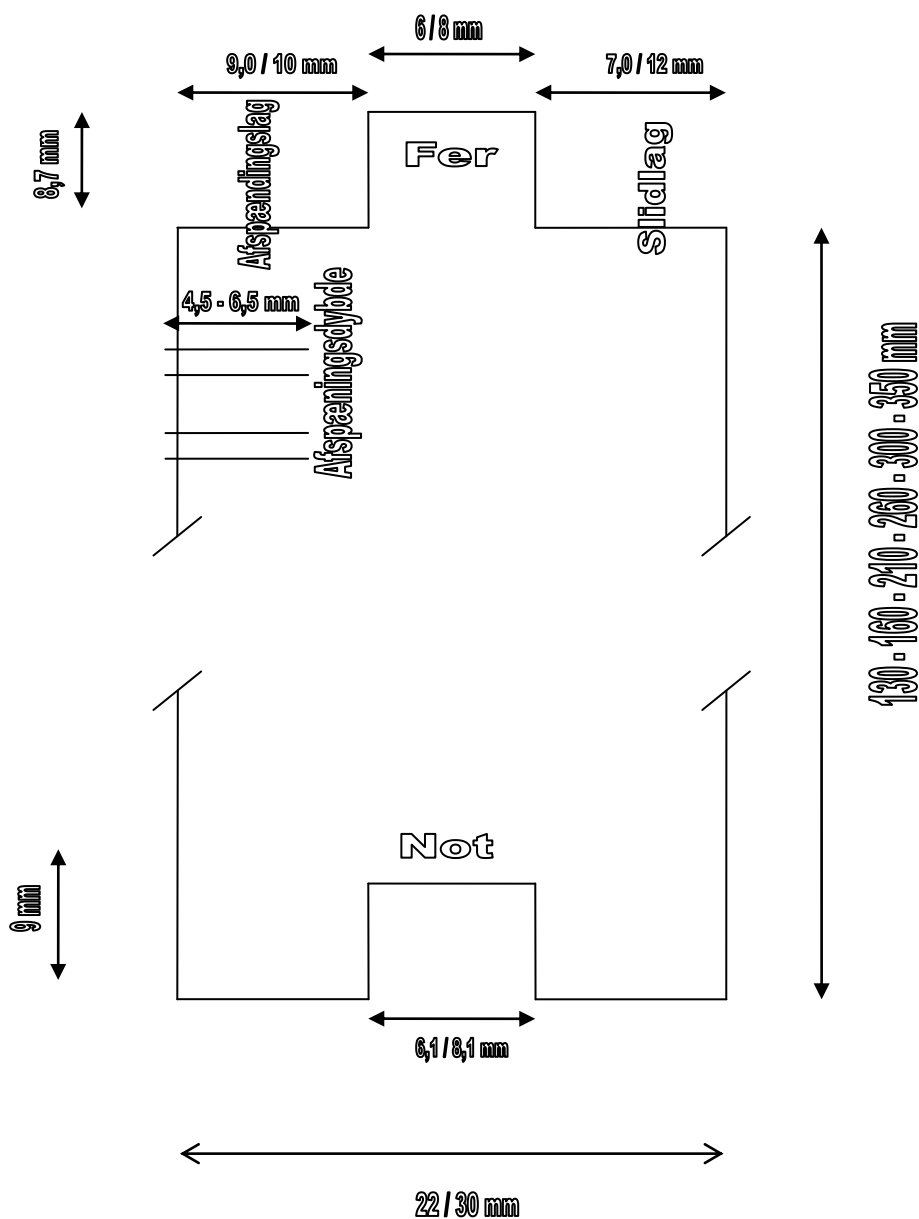 6 / 8 mm
9,0 / 10 mm
7,0 / 12 mm
8,7 mm
Afspændingslag
Fer
Slidlag
4,5 - 6,5 mm
Afspæningsdybde
130 - 160 - 210 - 260 - 300 - 350 mm
Not
9 mm
6,1 / 8,1 mm
22 / 30 mm